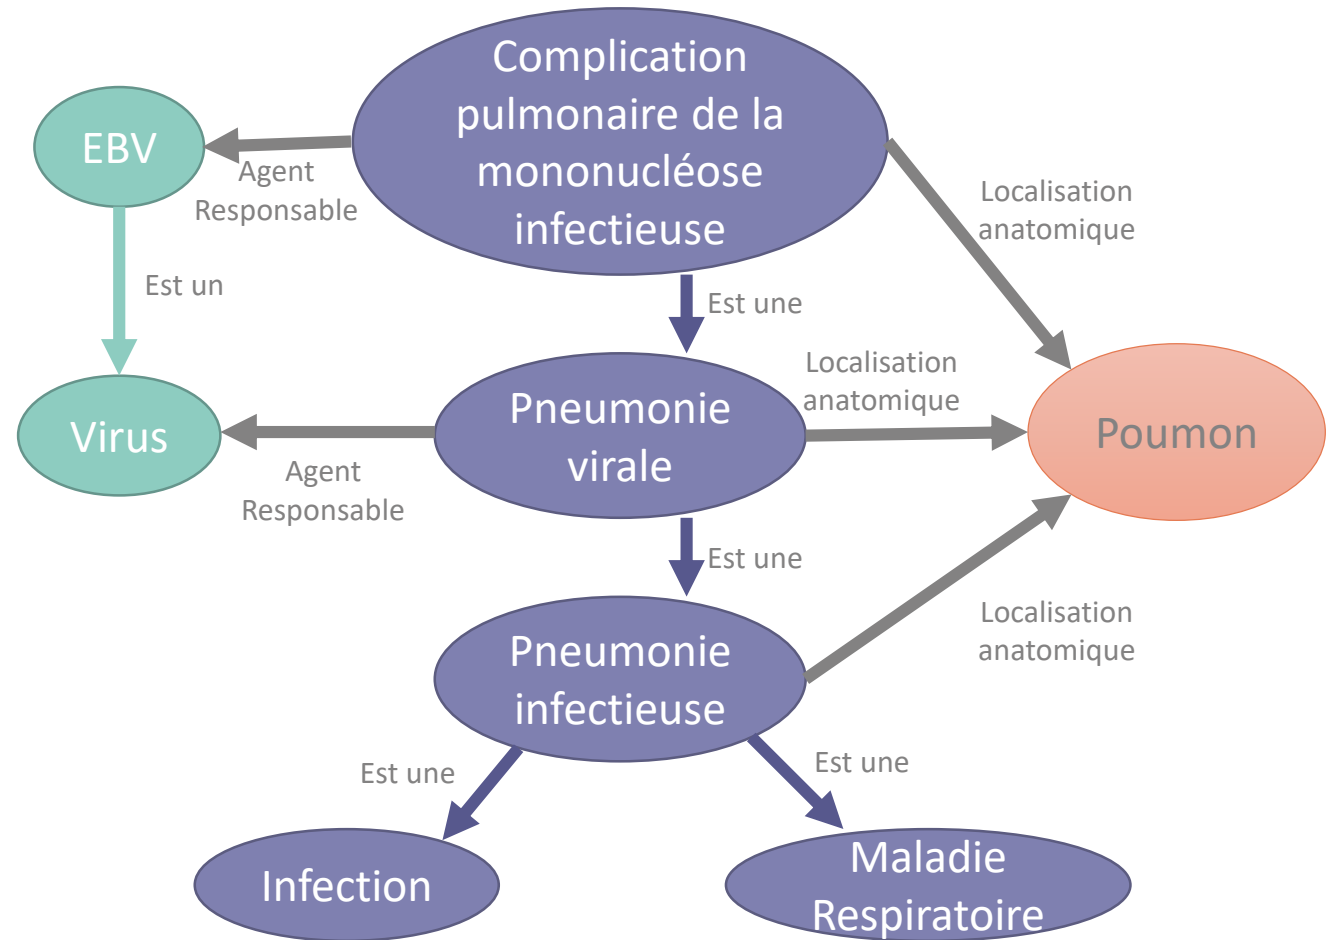 Complication
pulmonaire de la
mononucléose
infectieuse
EBV
Agent
Responsable
Localisation
anatomique
Est un
Est une
Localisation
anatomique
Pneumonie
virale
Virus
Poumon
Agent
Responsable
Est une
Localisation
anatomique
Pneumonie
infectieuse
Est une
Est une
Infection
Maladie
Respiratoire